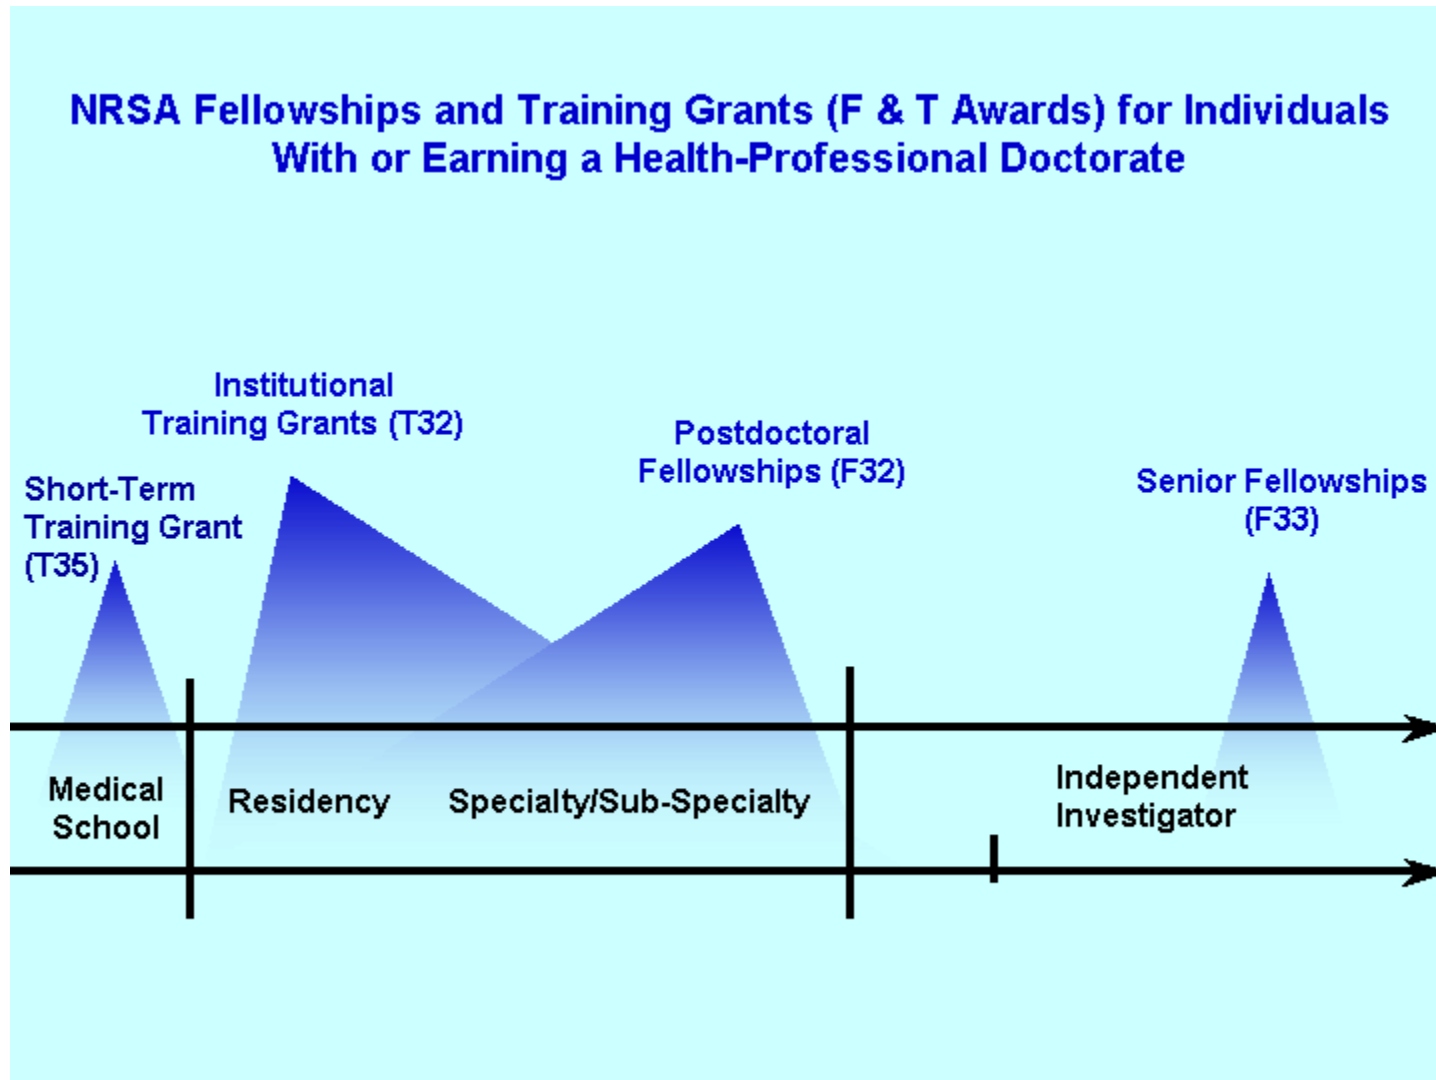 NRSA Fellowships and Training Grants (F & T Awards) for Individuals
With or Earning a Health-Professional Doctorate
Institutional
Training Grants (T32)
Postdoctoral
Fellowships (F32)
Senior Fellowships
(F33)
Short-Term
Training Grant
(T35)
Medical
School
Residency
Specialty/Sub-Specialty
Independent
Investigator